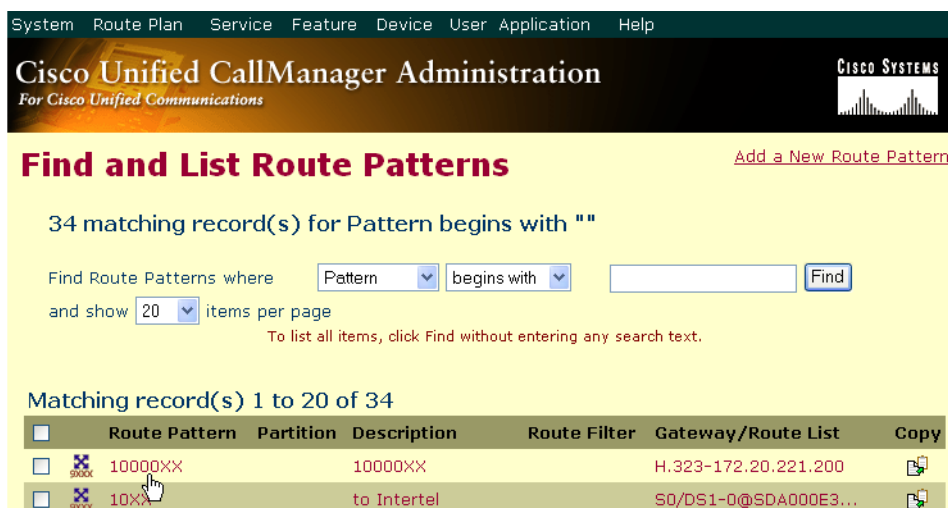 System Route Plan Service Feature Device User Application Help
Cisco Unified CallManager Administration
For Cisco Unified Communications
CISCO SYSTEMS
Find and List Route Patterns
Add a New Route Pattern
34 matching record(s) for Pattern begins with ""
Find Route Patterns where Pattern begins with Find
and show 20 items per page
To list all items, click Find without entering any search text.
Matching record(s) 1 to 20 of 34
Route Pattern Partition Description Route Filter Gateway/Route List Copy
10000XX 10000XX H.323-172.20.221.200
10XX to Intertel S0/DS1-0@SDA000E3...